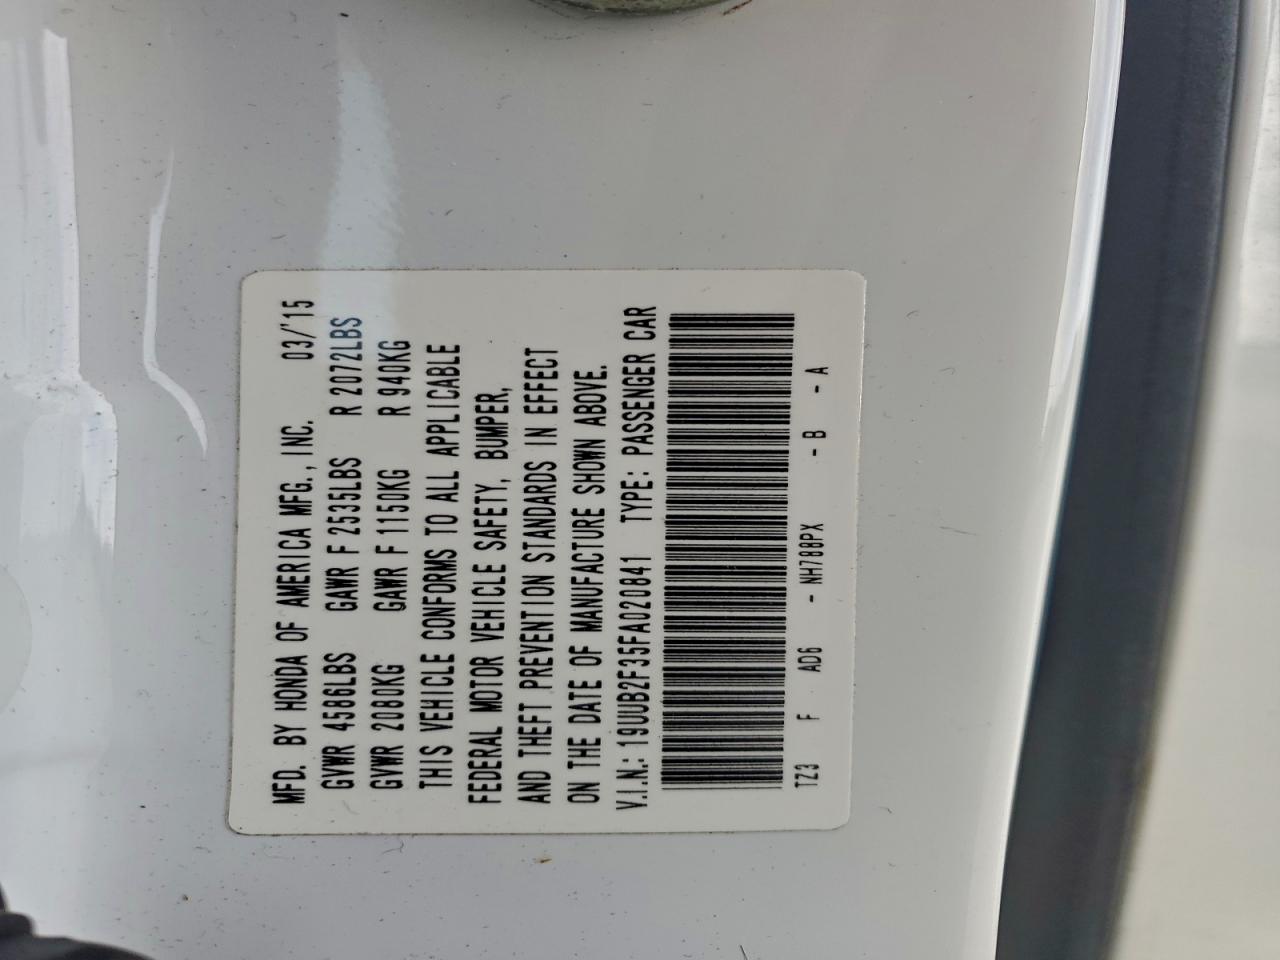 MFD. BY HONDA OF AMERICA MFG., INC. 03/'15
GVWR 4586LBS GAWR F 2535LBS R 2072LBS
GVWR 2080KG GAWR F 1150KG R 940KG
THIS VEHICLE CONFORMS TO ALL APPLICABLE
FEDERAL MOTOR VEHICLE SAFETY, BUMPER,
AND THEFT PREVENTION STANDARDS IN EFFECT
ON THE DATE OF MANUFACTURE SHOWN ABOVE.
V.I.N.: 19UUB2F35FA020841 TYPE: PASSENGER CAR
TZ3 F AD6 - NH788PX - B - A